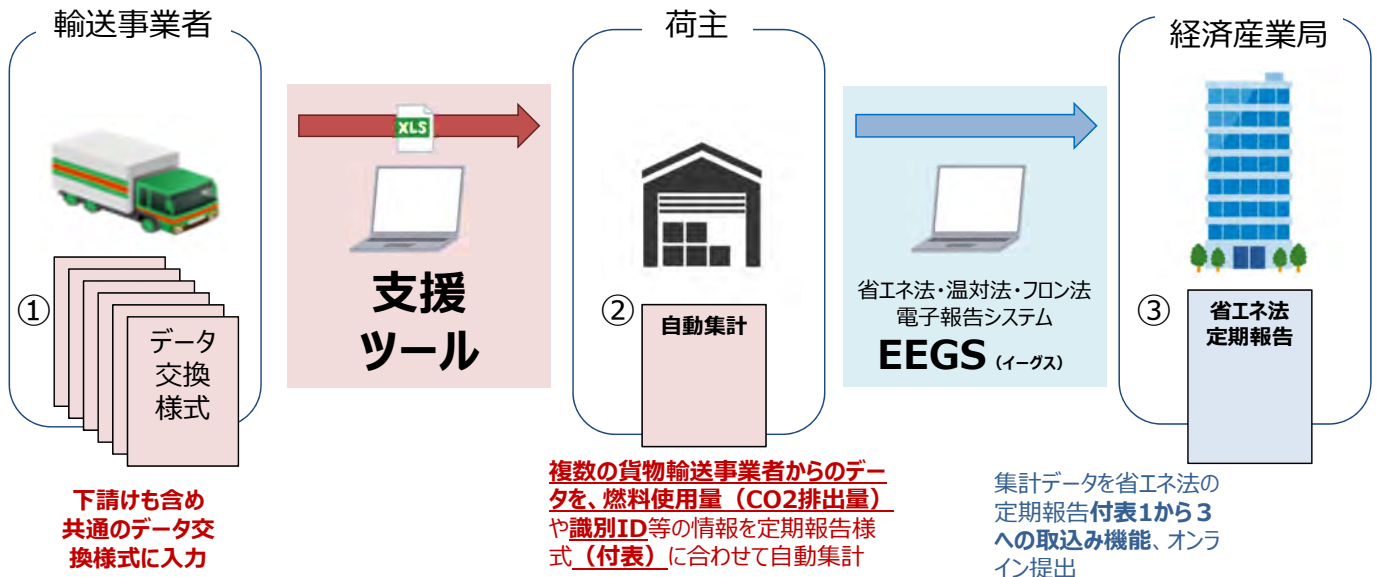 輸送事業者
①
データ
交換
様式
下請けも含め
共通のデータ交
換様式に入力
XLS
支援
ツール
荷主
②
自動集計
複数の貨物輸送事業者からのデー
タを、燃料使用量（CO2排出量）
や識別ID等の情報を定期報告様
式（付表）に合わせて自動集計
省エネ法・温対法・フロン法
電子報告システム
EEGS（イーグス）
経済産業局
③
省エネ法
定期報告
集計データを省エネ法の
定期報告付表1から３
への取込み機能、オンラ
イン提出